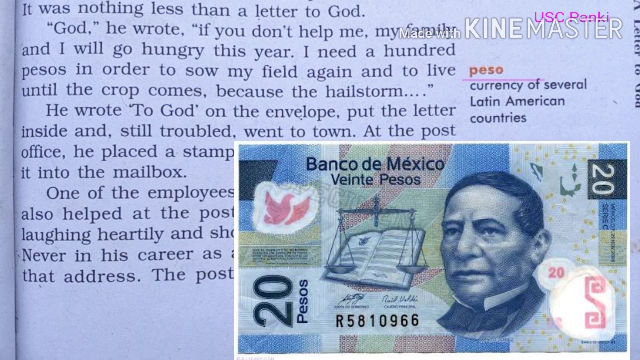 It was nothing less than a letter to God.
"God," he wrote, "if you don't help me, my family
and I will go hungry this year. I need a hundred
pesos in order to sow my field again and to live
until the crop comes, because the hailstorm...."
He wrote 'To God' on the envelope, put the letter
inside and, still troubled, went to town. At the post
office, he placed a stamp
it into the mailbox.
One of the employees
also helped at the post
laughing heartily and sho
Never in his career as a
that address. The post
Made with KINEMASTER
USC Renki
peso
currency of several
Latin American
countries
A Letter to God
Banco de México
Veinte Pesos
20
20
20 Pesos
R5810966